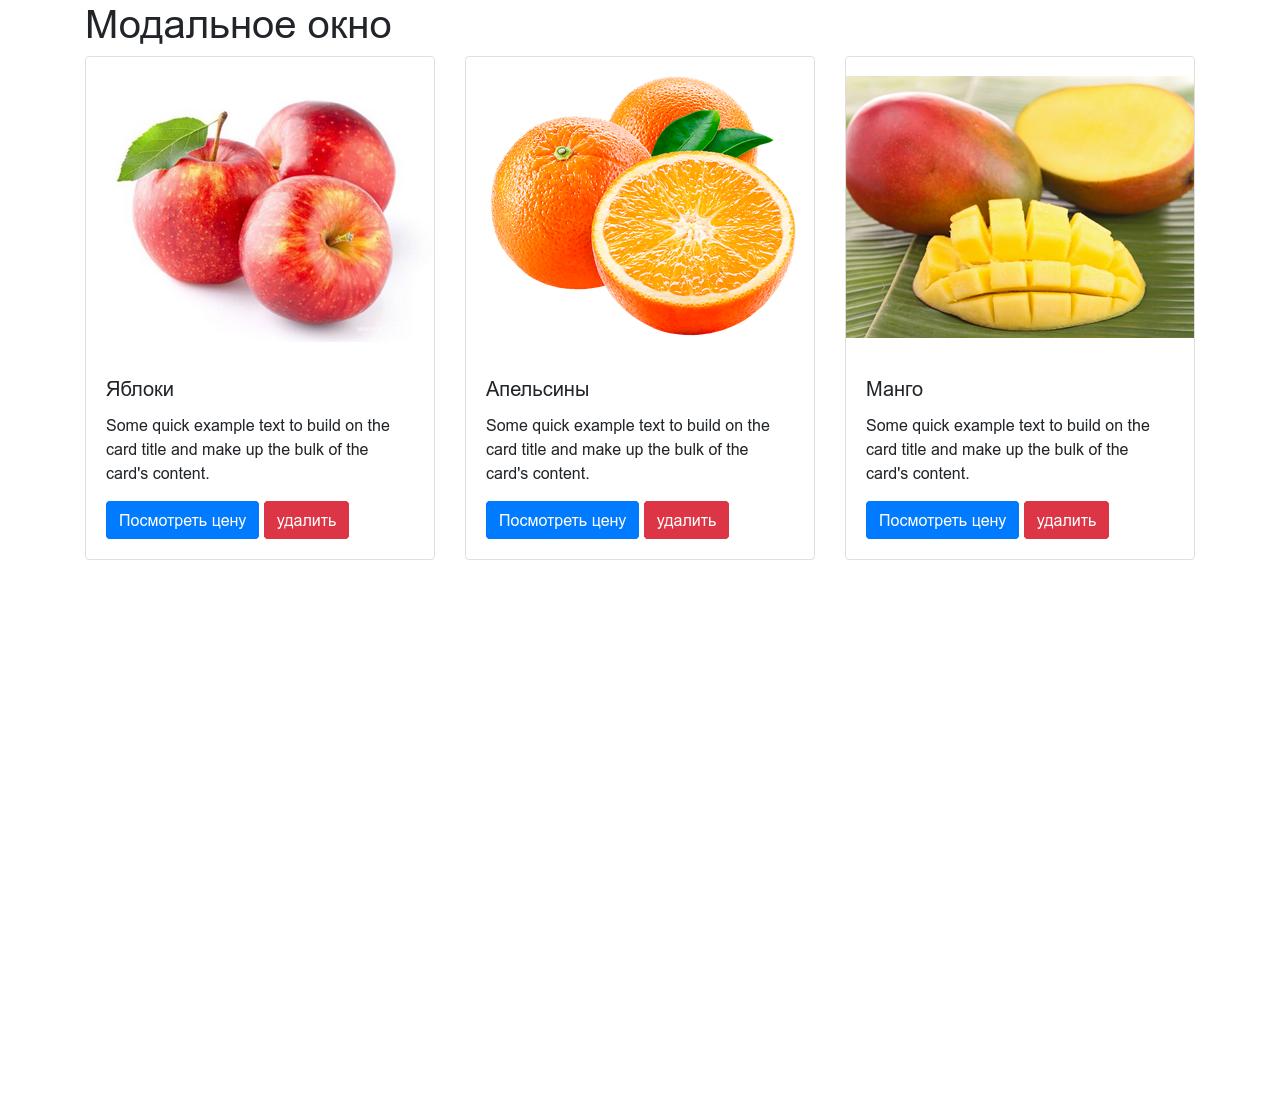 Модальное окно
Яблоки
Some quick example text to build on the
card title and make up the bulk of the
card's content.
Посмотреть цену удалить
Апельсины
Some quick example text to build on the
card title and make up the bulk of the
card's content.
Посмотреть цену удалить
Манго
Some quick example text to build on the
card title and make up the bulk of the
card's content.
Посмотреть цену удалить